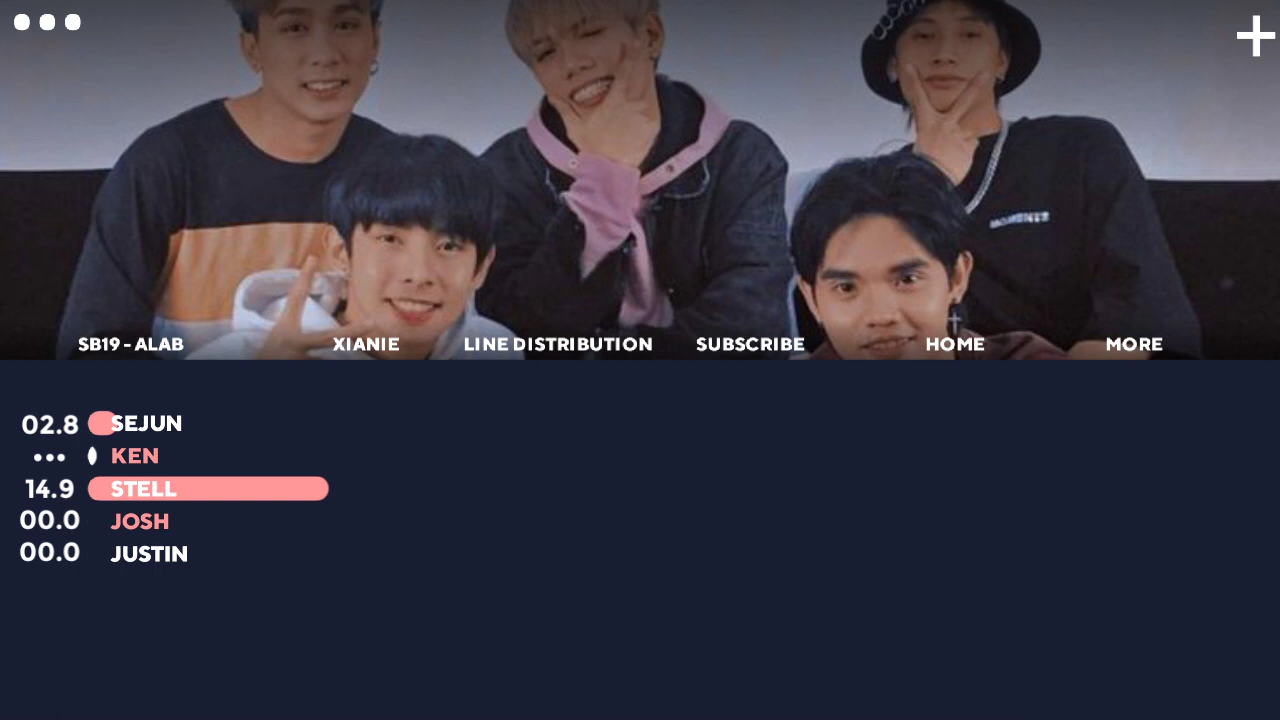 SB19 - ALAB XIANIE LINE DISTRIBUTION SUBSCRIBE HOME MORE
02.8 SEJUN
... KEN
14.9 STELL
00.0 JOSH
00.0 JUSTIN